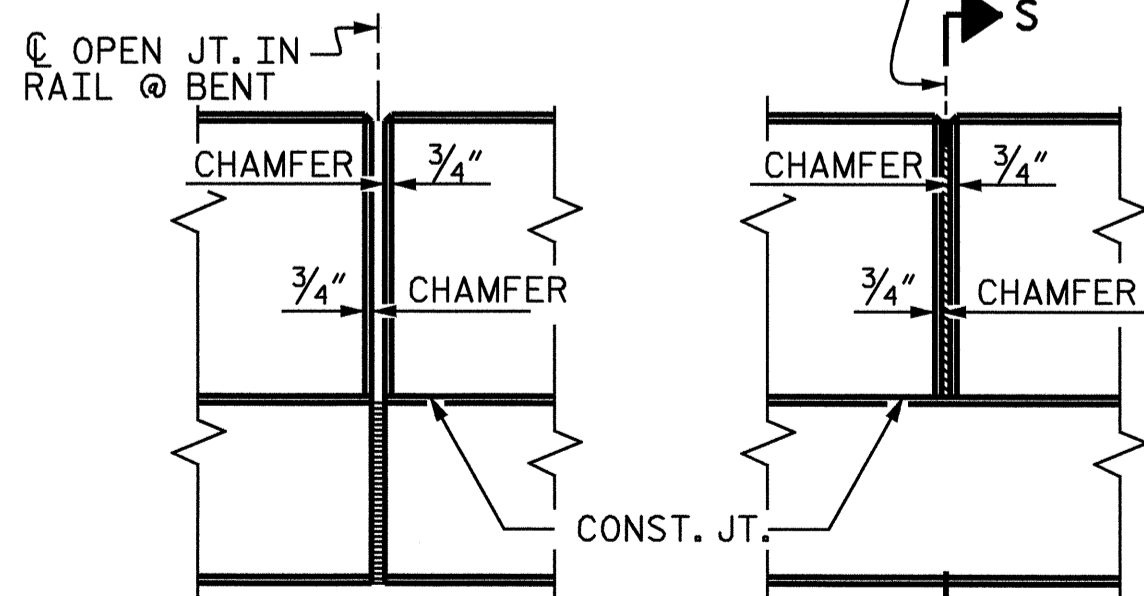 ℄ OPEN JT. IN
RAIL @ BENT
S
CHAMFER 3/4"
CHAMFER 3/4"
3/4" CHAMFER
3/4" CHAMFER
CONST. JT.